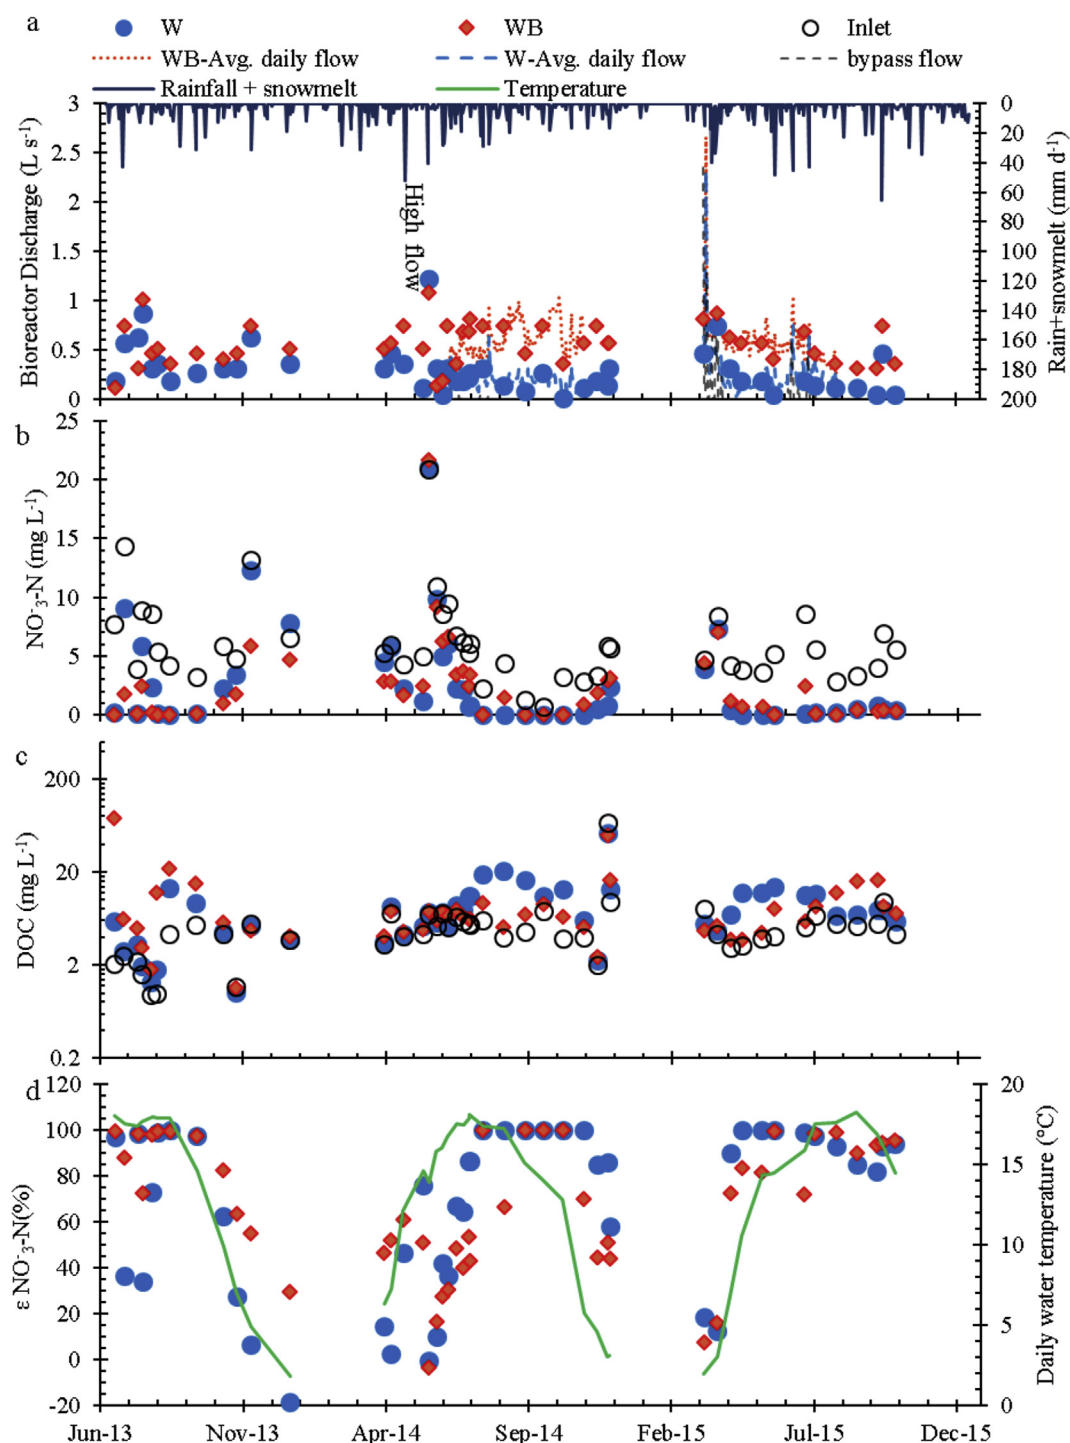 a
W WB Inlet
WB-Avg. daily flow W-Avg. daily flow bypass flow
Rainfall + snowmelt Temperature
3 0
20
2.5 40
2 60
80
1.5 100
1 120
140
0.5 160
180
0 200
Bioreactor Discharge (L s⁻¹)
High flow
Rain+snowmelt (mm d⁻¹)
b
25
20
15
10
5
0
NO⁻₃-N (mg L⁻¹)
c
200
20
2
0.2
DOC (mg L⁻¹)
d
120 20
100
80 15
60
40 10
20
0 5
-20 0
ε NO⁻₃-N(%)
Daily water temperature (°C)
Jun-13 Nov-13 Apr-14 Sep-14 Feb-15 Jul-15 Dec-15